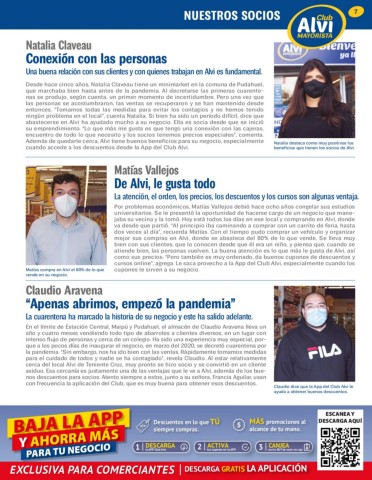 NUESTROS SOCIOS
Club
Alvi
MAYORISTA
7
Natalia Claveau
Conexión con las personas
Una buena relación con sus clientes y con quienes trabajan en Alvi es fundamental.
Desde hace cinco años, Natalia Claveau tiene un minimarket en la comuna de Pudahuel,
que marchaba bien hasta antes de la pandemia. Al decretarse las primeras cuarente-
nas se produjo, según cuenta, un primer momento de incertidumbre. Pero una vez que
las personas se acostumbraron, las ventas se recuperaron y se han mantenido desde
entonces. "Tomamos todas las medidas para evitar los contagios y no hemos tenido
ningún problema en el local", cuenta Natalia. Si bien ha sido un período difícil, dice que
abastecerse en Alvi ha ayudado mucho a su negocio. Ella es socia desde que se inició
su emprendimiento. "Lo que más me gusta es que tengo una conexión con las cajeras,
encuentro de todo lo que necesito y los socios tenemos precios especiales", comenta.
Además de quedarle cerca, Alvi tiene buenos beneficios para su negocio, especialmente
cuando accede a los descuentos desde la App del Club Alvi.
Natalia destaca como muy positivos los
beneficios que tienen los socios de Alvi.
Matías Vallejos
De Alvi, le gusta todo
La atención, el orden, los precios, los descuentos y los cursos son algunas ventajas.
Por problemas económicos, Matías Vallejos debió hace ocho años congelar sus estudios
universitarios. Se le presentó la oportunidad de hacerse cargo de un negocio que mane-
jaba su vecina y la tomó. Hoy está todos los días en ese local y comprando en Alvi, donde
va desde que partió. "Al principio iba caminando a comprar con un carrito de feria, hasta
dos veces al día", recuerda Matías. Con el tiempo pudo comprar un vehículo y organizar
mejor sus compras en Alvi, donde se abastece del 80% de lo que vende. Se lleva muy
bien con sus clientes, que lo conocen desde que él era un niño, y piensa que, cuando se
atiende bien, las personas vuelven. La buena atención es lo que más le gusta de Alvi, así
como sus precios. "Pero también es muy ordenado, da buenos cupones de descuentos y
cursos online", agrega. Le saca provecho a la App del Club Alvi, especialmente cuando los
cupones le sirven a su negocio.
Matías compra en Alvi el 80% de lo que
vende en su negocio.
Claudio Aravena
"Apenas abrimos, empezó la pandemia"
La cuarentena ha marcado la historia de su negocio y este ha salido adelante.
En el límite de Estación Central, Maipú y Pudahuel, el almacén de Claudio Aravena lleva un
año y cuatro meses vendiendo todo tipo de abarrotes a clientes diversos, en un lugar con
intenso flujo de personas y cerca de un colegio. Ha sido una experiencia muy especial, por-
que a los pocos días de inaugurar el negocio, en marzo del 2020, se decretó cuarentena por
la pandemia. "Sin embargo, nos ha ido bien con las ventas. Rápidamente tomamos medidas
para el cuidado de todos y nadie se ha contagiado", revela Claudio. Al estar relativamente
cerca del local Alvi de Teniente Cruz, muy pronto se hizo socio y se convirtió en un cliente
asiduo. Esa cercanía es justamente una de las ventajas que le ve a Alvi, además de los bue-
nos descuentos para socios. Atento siempre a estos, junto a su señora, Francia Aguilar, usan
con frecuencia la aplicación del Club, que es muy buena para obtener esos descuentos.
FILA
Claudio dice que la App del Club Alvi le
ayuda a obtener buenos descuentos.
BAJA LA APP
Y AHORRA MÁS
PARA TU NEGOCIO
Descuentos en lo que TÚ
siempre compras.
MÁS promociones al
alcance de tu mano.
1 DESCARGA
2 ACTIVA
3 CANJEA
ESCANEA Y
DESCARGA AQUÍ
EXCLUSIVA PARA COMERCIANTES | DESCARGA GRATIS LA APLICACIÓN